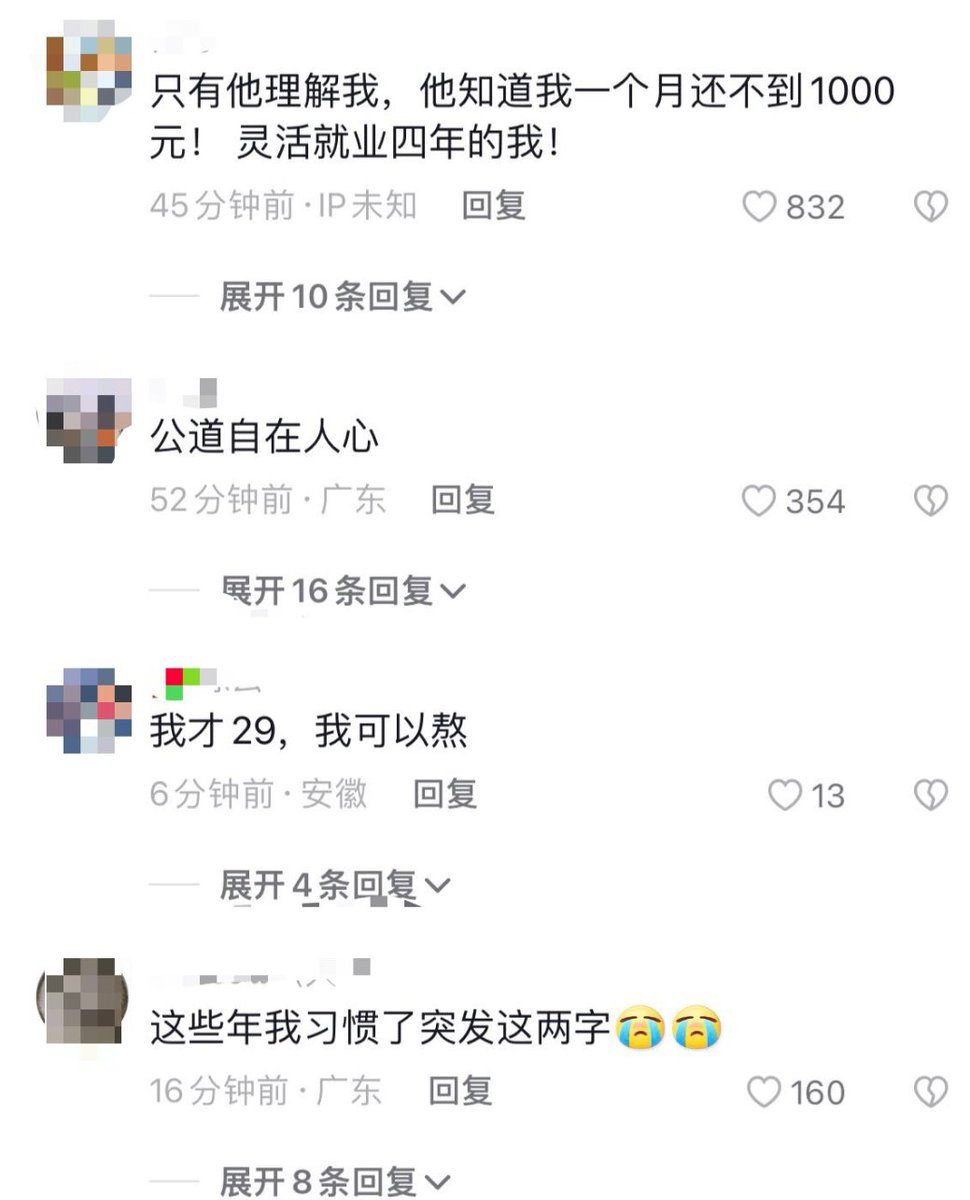 只有他理解我，他知道我一个月还不到1000
元！ 灵活就业四年的我！
45分钟前·IP未知 回复 832
展开10条回复
公道自在人心
52分钟前·广东 回复 354
展开16条回复
我才29，我可以熬
6分钟前·安徽 回复 13
展开4条回复
这些年我习惯了突发这两字😭😭
16分钟前·广东 回复 160
展开8条回复